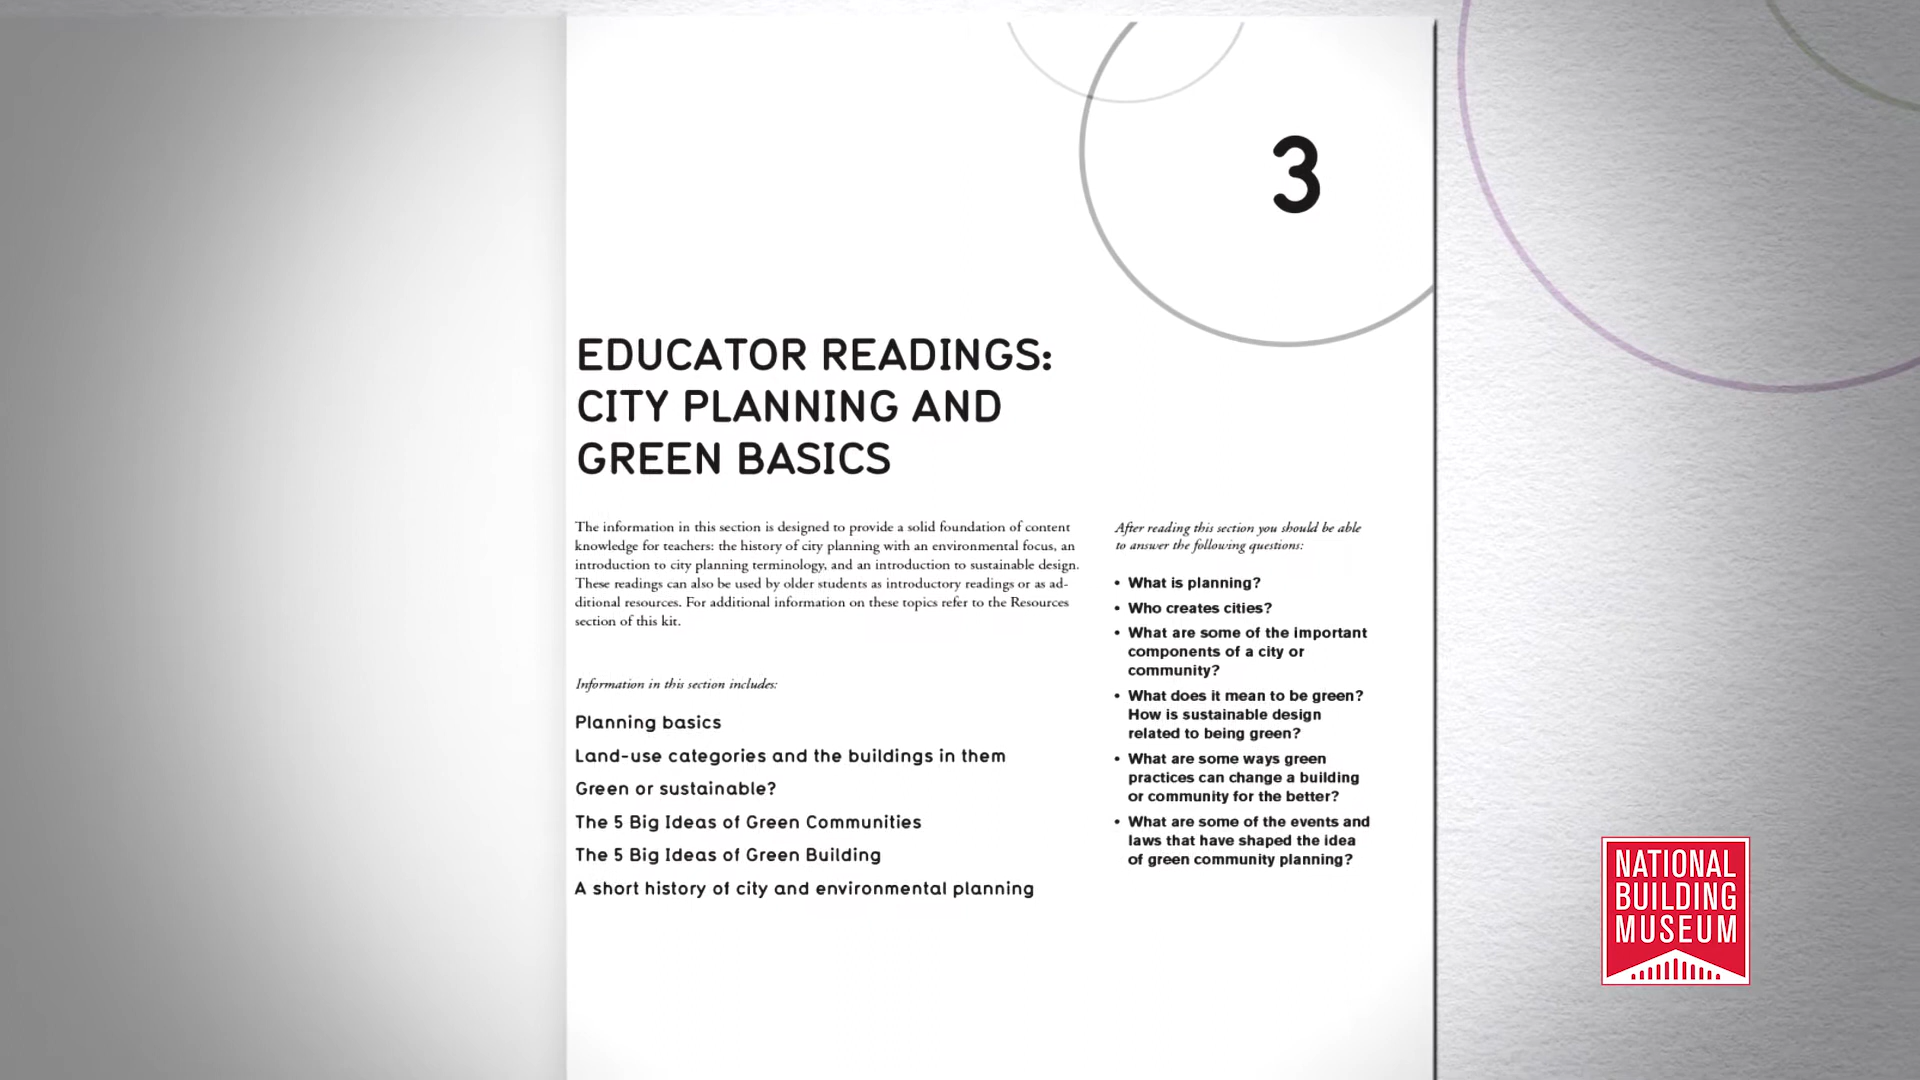 3
EDUCATOR READINGS:
CITY PLANNING AND
GREEN BASICS
The information in this section is designed to provide a solid foundation of content
knowledge for teachers: the history of city planning with an environmental focus, an
introduction to city planning terminology, and an introduction to sustainable design.
These readings can also be used by older students as introductory readings or as ad-
ditional resources. For additional information on these topics refer to the Resources
section of this kit.
Information in this section includes:
Planning basics
Land-use categories and the buildings in them
Green or sustainable?
The 5 Big Ideas of Green Communities
The 5 Big Ideas of Green Building
A short history of city and environmental planning
After reading this section you should be able
to answer the following questions:
• What is planning?
• Who creates cities?
• What are some of the important
components of a city or
community?
• What does it mean to be green?
How is sustainable design
related to being green?
• What are some ways green
practices can change a building
or community for the better?
• What are some of the events and
laws that have shaped the idea
of green community planning?
NATIONAL
BUILDING
MUSEUM